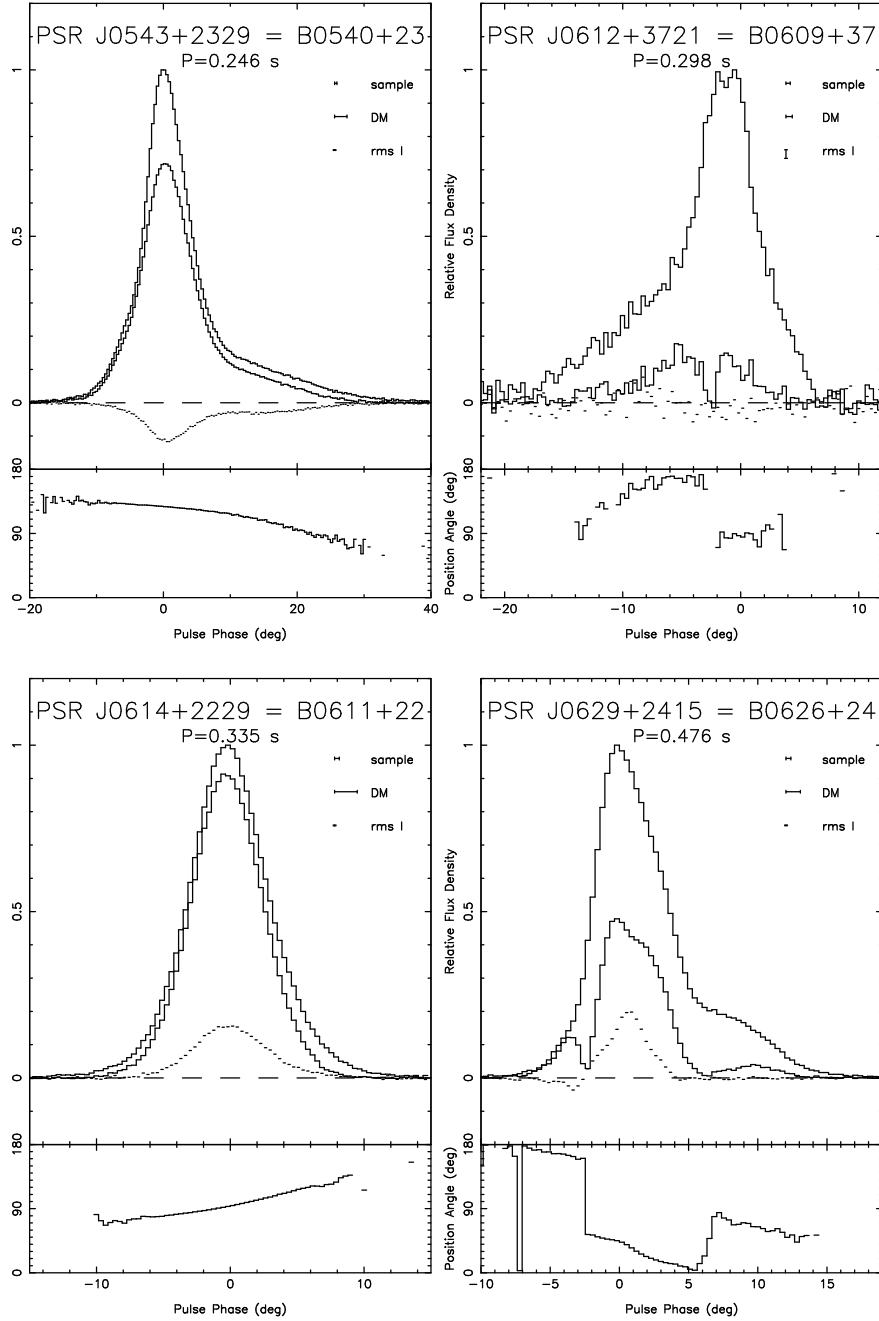 PSR J0543+2329 = B0540+23
P=0.246 s
sample
DM
rms I
1
0.5
0
180
90
0
Position Angle (deg)
−20 0 20 40
Pulse Phase (deg)
PSR J0612+3721 = B0609+37
P=0.298 s
sample
DM
rms I
Relative Flux Density
1
0.5
0
180
90
0
Position Angle (deg)
−20 −10 0 10
Pulse Phase (deg)
PSR J0614+2229 = B0611+22
P=0.335 s
sample
DM
rms I
1
0.5
0
180
90
0
−10 0 10
Pulse Phase (deg)
PSR J0629+2415 = B0626+24
P=0.476 s
sample
DM
rms I
Relative Flux Density
1
0.5
0
180
90
0
Position Angle (deg)
−10 −5 0 5 10 15
Pulse Phase (deg)